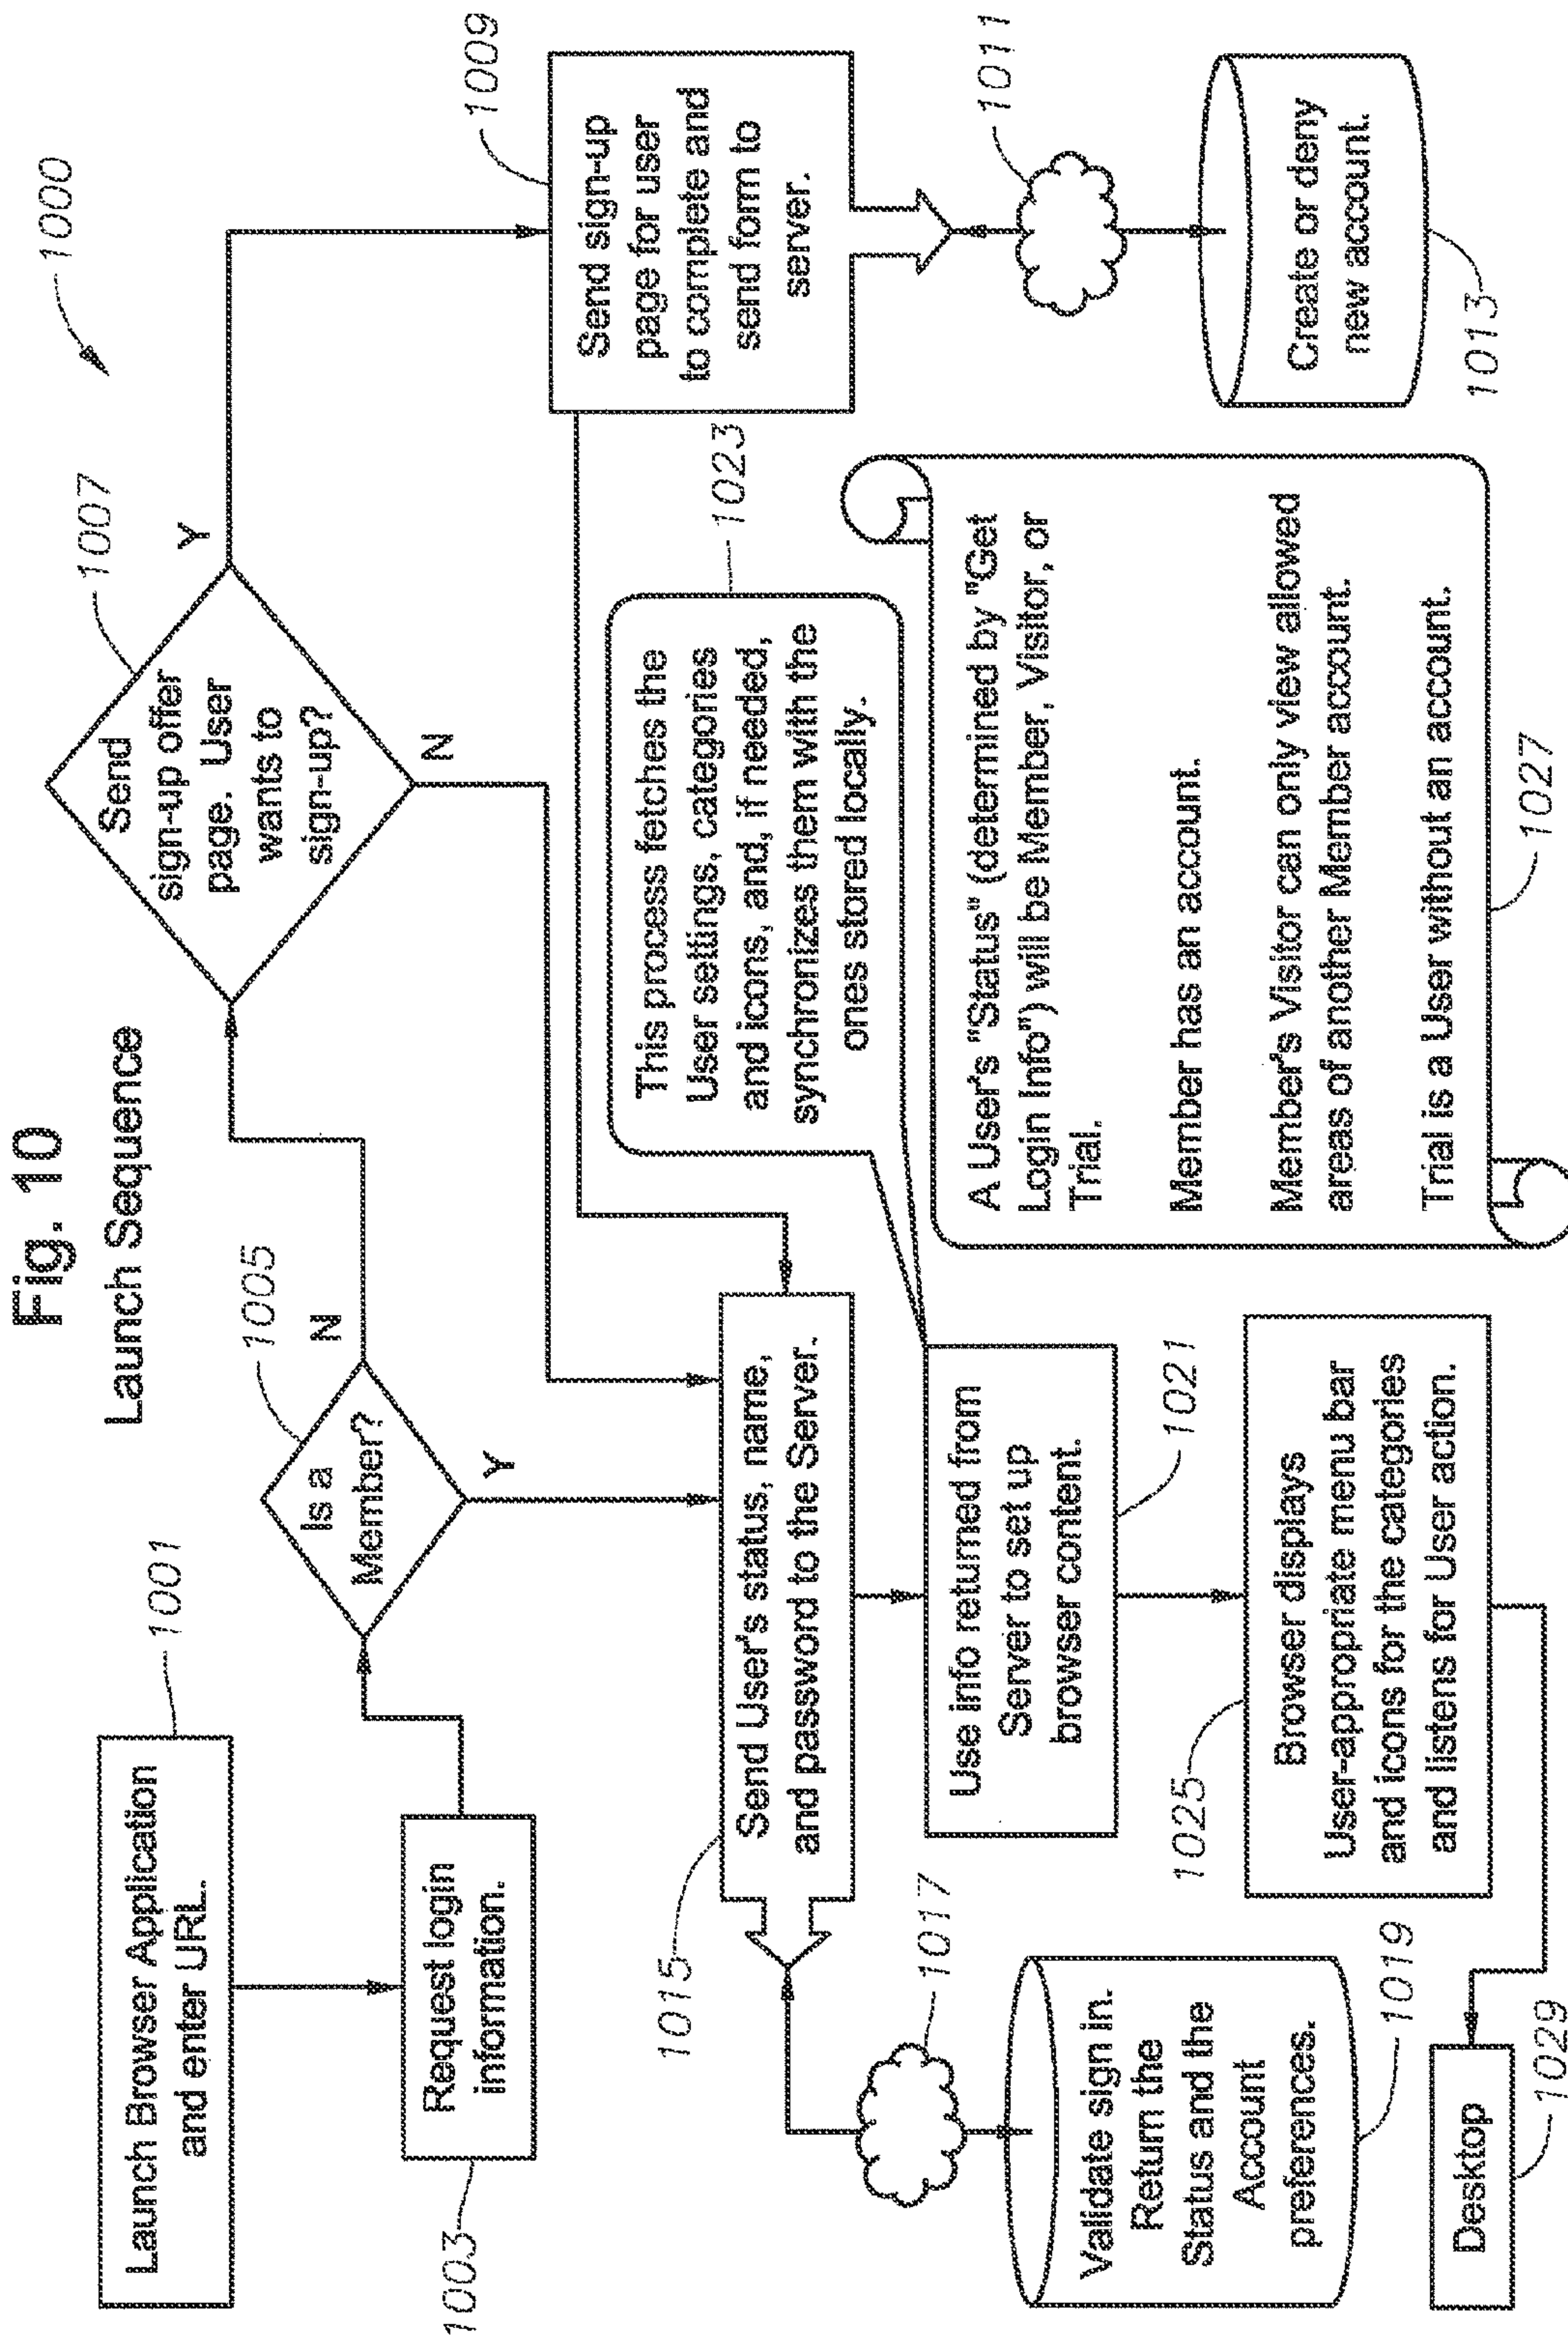 Fig. 10
Launch Sequence
1000
Launch Browser Application
and enter URL.
1001
Request login
information.
1003
Is a
Member?
1005
N
Y
Send
sign-up offer
page. User
wants to
sign-up?
1007
Y
N
Send sign-up
page for user
to complete and
send form to
server.
1009
1011
Create or deny
new account.
1013
Send User's status, name,
and password to the Server.
1015
1017
Validate sign in.
Return the
Status and the
Account
preferences.
1019
Use info returned from
Server to set up
browser content.
1021
This process fetches the
User settings, categories
and icons, and, if needed,
synchronizes them with the
ones stored locally.
1023
Browser displays
User-appropriate menu bar
and icons for the categories
and listens for User action.
1025
A User's "Status" (determined by "Get
Login Info") will be Member, Visitor, or
Trial.
Member has an account.
Member's Visitor can only view allowed
areas of another Member account.
Trial is a User without an account.
1027
Desktop
1029